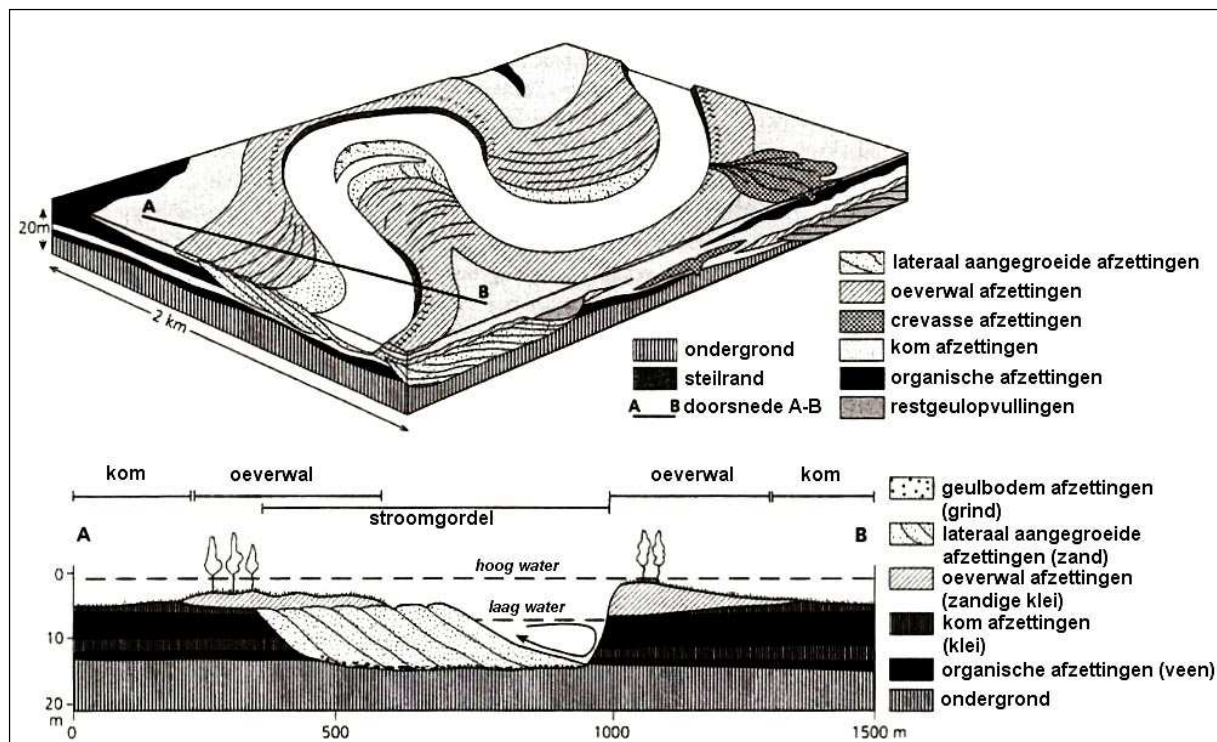 A
B
20m
2 km
lateraal aangegroeide afzettingen
oeverwal afzettingen
crevasse afzettingen
kom afzettingen
organische afzettingen
restgeulopvullingen
ondergrond
steilrand
A B doorsnede A-B
kom
oeverwal
oeverwal
kom
stroomgordel
A
B
hoog water
laag water
0
10
20
m
0
500
1000
1500 m
geulbodem afzettingen
(grind)
lateraal aangegroeide
afzettingen (zand)
oeverwal afzettingen
(zandige klei)
kom afzettingen
(klei)
organische afzettingen (veen)
ondergrond